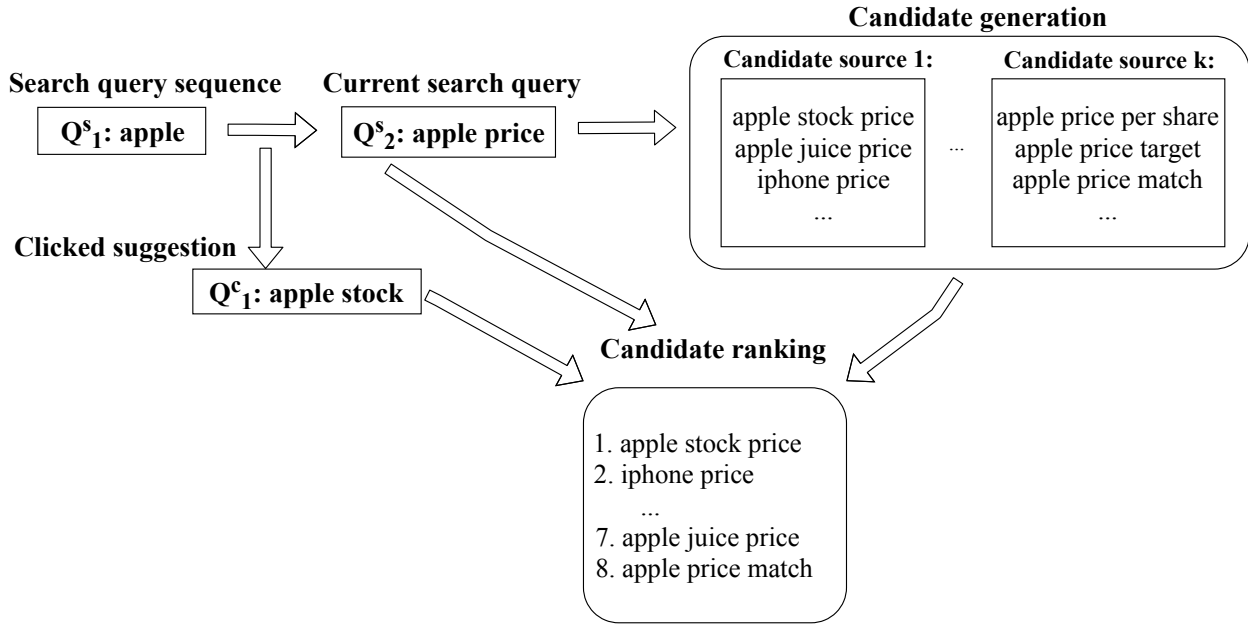 Candidate generation
Search query sequence
Q^s_1: apple
Current search query
Q^s_2: apple price
Candidate source 1:
apple stock price
apple juice price
iphone price
...
...
Candidate source k:
apple price per share
apple price target
apple price match
...
Clicked suggestion
Q^c_1: apple stock
Candidate ranking
1. apple stock price
2. iphone price
...
7. apple juice price
8. apple price match